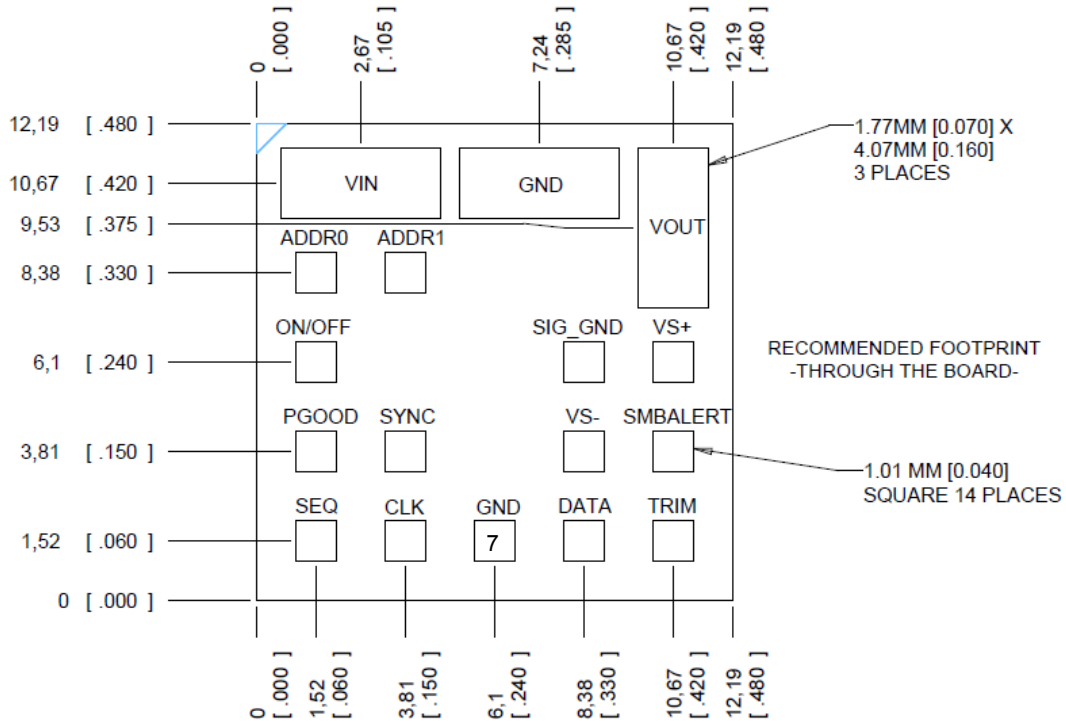 0 [ .000 ]
2,67 [ .105 ]
7,24 [ .285 ]
10,67 [ .420 ]
12,19 [ .480 ]
12,19 [ .480 ]
1.77MM [0.070] X
4.07MM [0.160]
3 PLACES
10,67 [ .420 ]
VIN
GND
9,53 [ .375 ]
VOUT
ADDR0 ADDR1
8,38 [ .330 ]
ON/OFF SIG_GND VS+
6,1 [ .240 ]
RECOMMENDED FOOTPRINT
-THROUGH THE BOARD-
PGOOD SYNC VS- SMBALERT
3,81 [ .150 ]
1.01 MM [0.040]
SQUARE 14 PLACES
SEQ CLK GND DATA TRIM
1,52 [ .060 ]
7
0 [ .000 ]
0 [ .000 ]
1,52 [ .060 ]
3,81 [ .150 ]
6,1 [ .240 ]
8,38 [ .330 ]
10,67 [ .420 ]
12,19 [ .480 ]